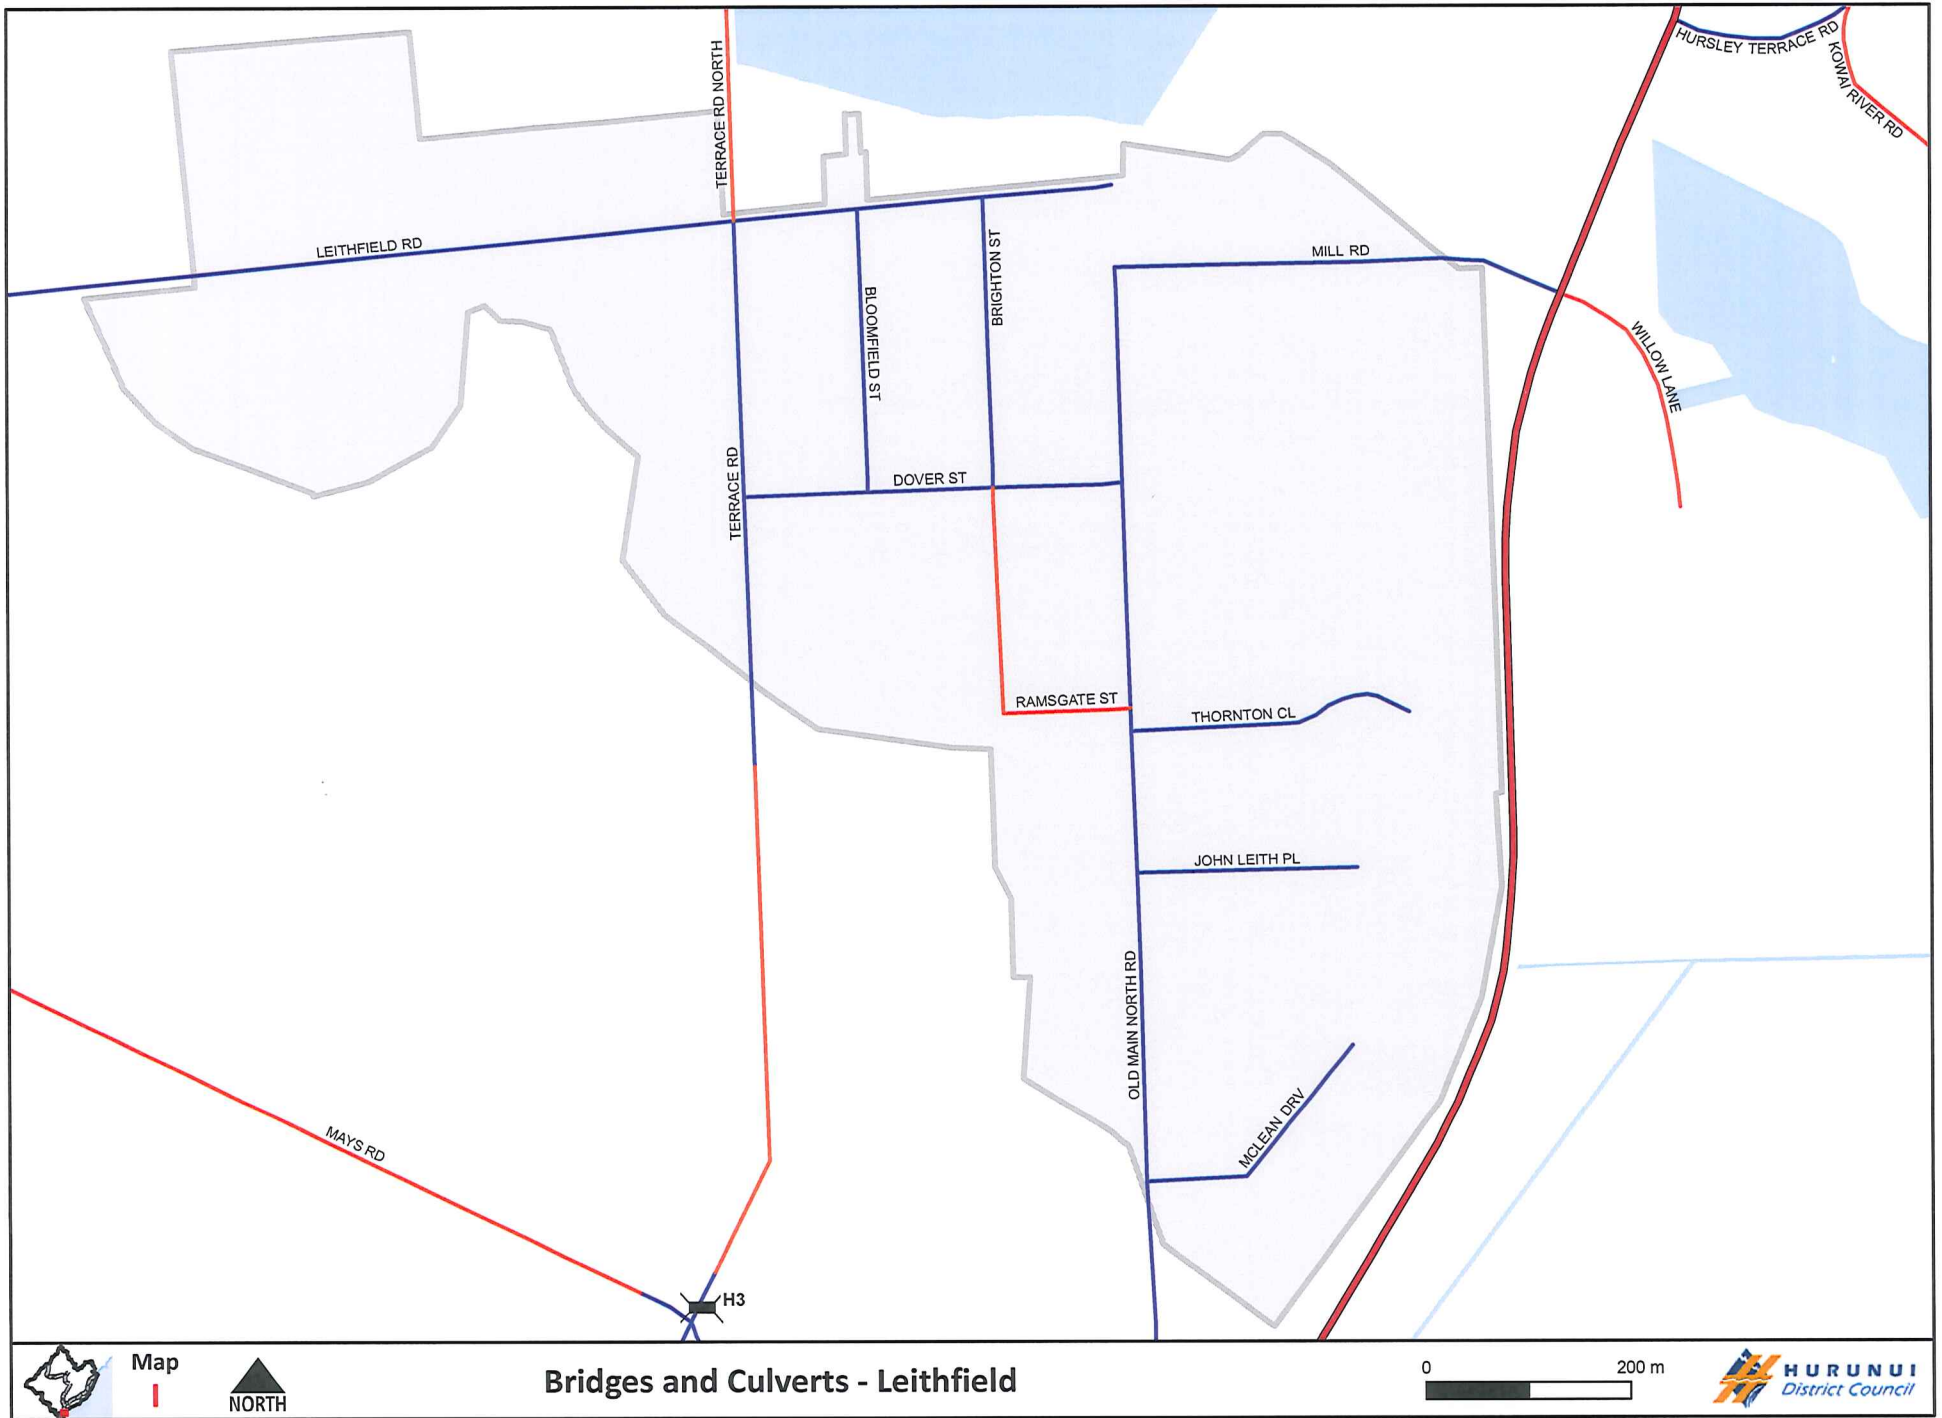 HURSLEY TERRACE RD
KOWAI RIVER RD
TERRACE RD NORTH
LEITHFIELD RD
MILL RD
BRIGHTON ST
BLOOMFIELD ST
WILLOW LANE
TERRACE RD
DOVER ST
RAMSGATE ST
THORNTON CL
JOHN LEITH PL
OLD MAIN NORTH RD
MCLEAN DRV
MAYS RD
H3
Map
NORTH
Bridges and Culverts - Leithfield
0 200 m
HURUNUI
District Council